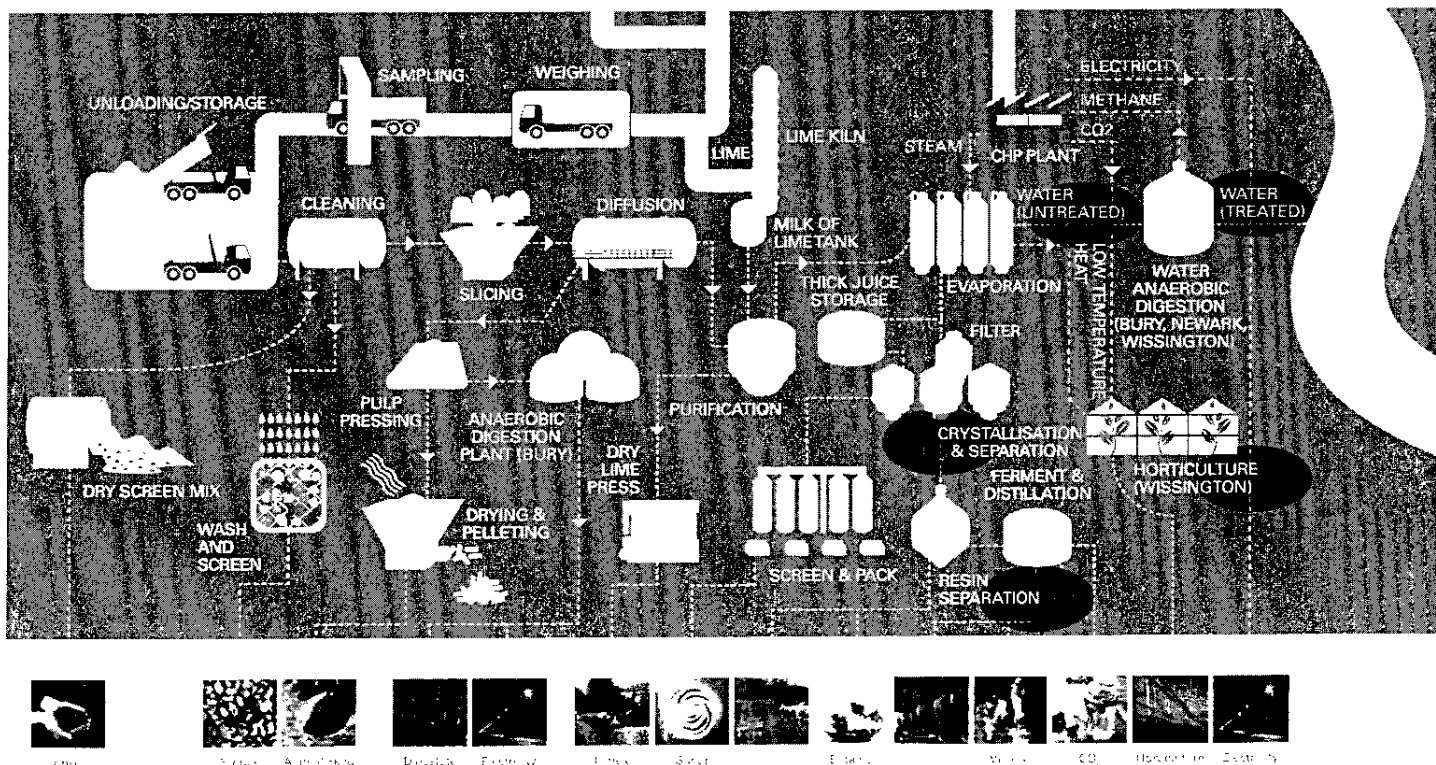 SAMPLING
WEIGHING
UNLOADING/STORAGE
ELECTRICITY
METHANE
CO2
CHP PLANT
STEAM
LIME
LIME KILN
CLEANING
SLICING
DIFFUSION
MILK OF
LIME TANK
THICK JUICE
STORAGE
EVAPORATION
WATER
(UNTREATED)
WATER
(TREATED)
LOW TEMPERATURE
HEAT
WATER
ANAEROBIC
DIGESTION
(BURY, NEWARK,
WISSINGTON)
FILTER
PULP
PRESSING
ANAEROBIC
DIGESTION
PLANT (BURY)
PURIFICATION
DRY
LIME
PRESS
CRYSTALLISATION
& SEPARATION
FERMENT &
DISTILLATION
HORTICULTURE
(WISSINGTON)
DRY SCREEN MIX
WASH
AND
SCREEN
DRYING &
PELLETING
SCREEN & PACK
RESIN
SEPARATION
CO2